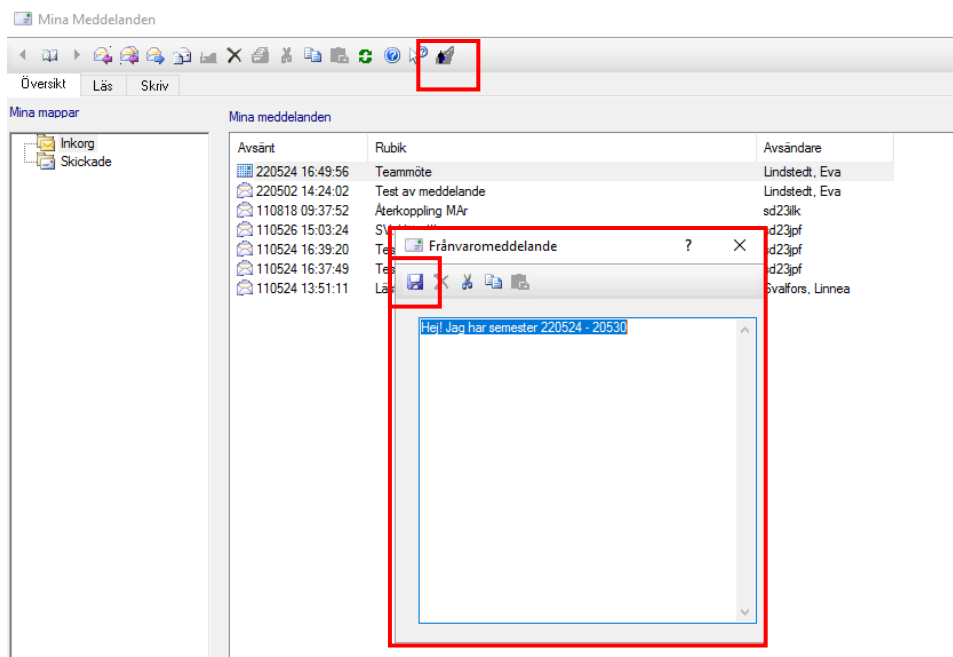 Mina Meddelanden
Översikt Läs Skriv
Mina mappar
Inkorg
Skickade
Mina meddelanden
Avsänt Rubik Avsändare
220524 16:49:56 Teammöte Lindstedt, Eva
220502 14:24:02 Test av meddelande Lindstedt, Eva
110818 09:37:52 Återkoppling MAr sd23ilk
110526 15:03:24 sd23jpf
110524 16:39:20 sd23jpf
110524 16:37:49 sd23jpf
110524 13:51:11 Svalfors, Linnea
Frånvaromeddelande ?
Hej! Jag har semester 220524 - 20530